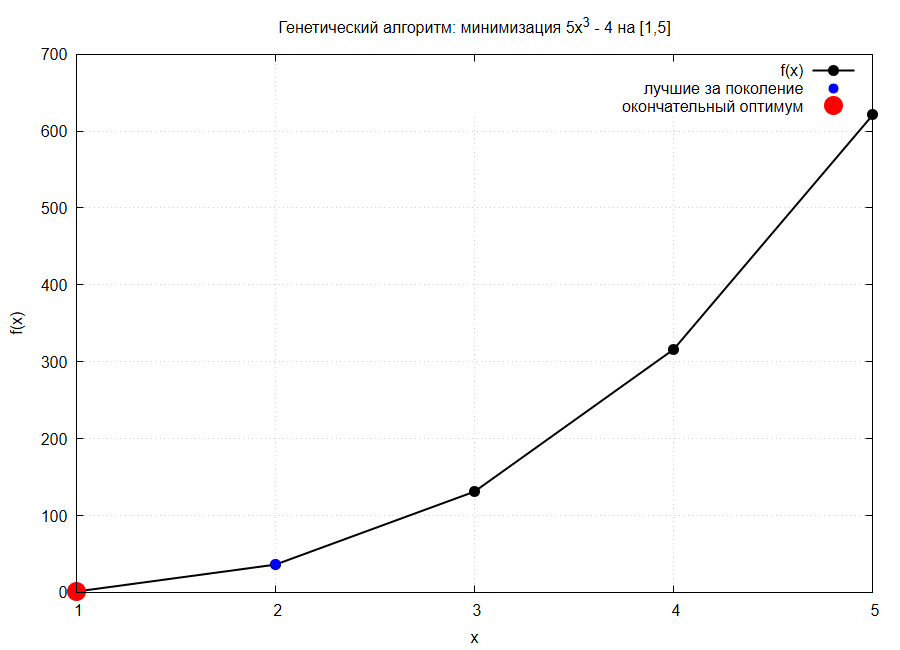 Генетический алгоритм: минимизация 5x³ - 4 на [1,5]
f(x)
лучшие за поколение
окончательный оптимум
700
600
500
400
300
200
100
0
f(x)
1 2 3 4 5
x